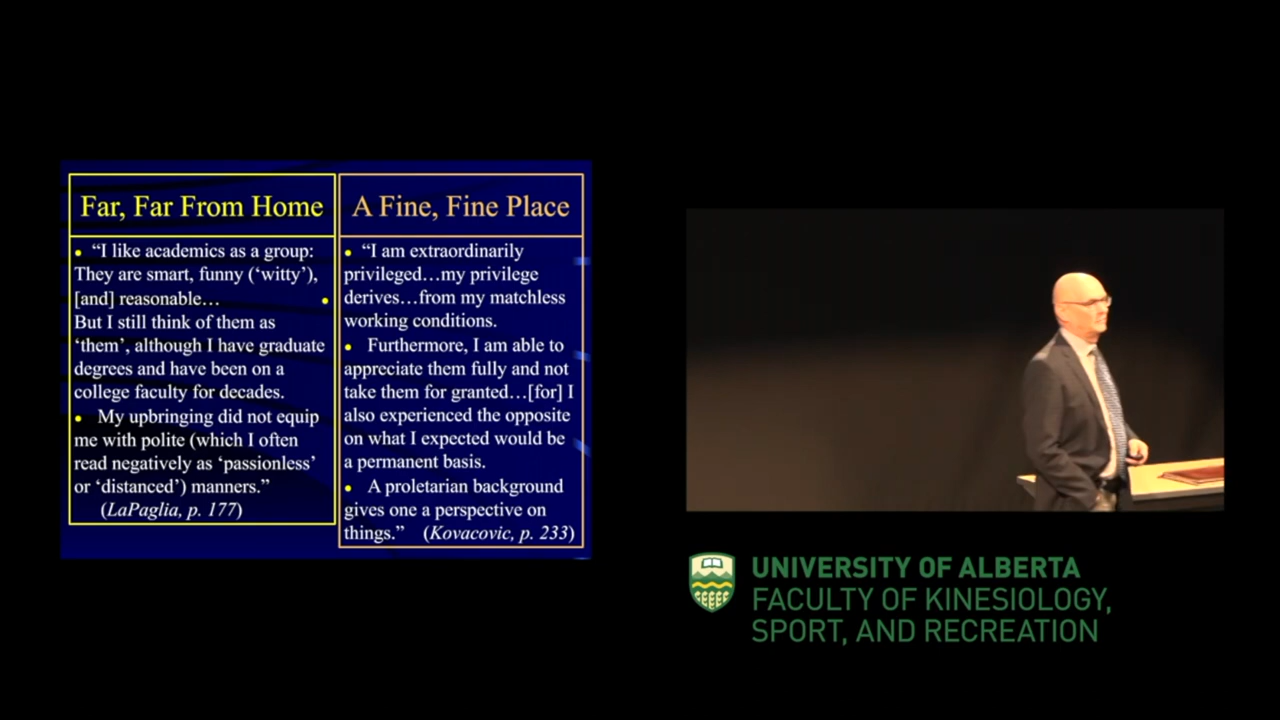 Far, Far From Home
• “I like academics as a group:
They are smart, funny (‘witty’),
[and] reasonable… •
But I still think of them as
‘them’, although I have graduate
degrees and have been on a
college faculty for decades.
• My upbringing did not equip
me with polite (which I often
read negatively as ‘passionless’
or ‘distanced’) manners.”
(LaPaglia, p. 177)
A Fine, Fine Place
• “I am extraordinarily
privileged…my privilege
derives…from my matchless
working conditions.
• Furthermore, I am able to
appreciate them fully and not
take them for granted…[for] I
also experienced the opposite
on what I expected would be
a permanent basis.
• A proletarian background
gives one a perspective on
things.” (Kovacovic, p. 233)
UNIVERSITY OF ALBERTA
FACULTY OF KINESIOLOGY,
SPORT, AND RECREATION